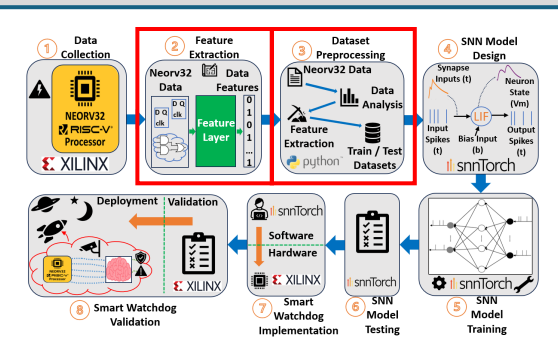 1 Data
Collection
NEORV32
RISC-V
Processor
XILINX
2 Feature
Extraction
Neorv32
Data
Data
Features
D Q
clk
D Q
clk
Feature
Layer
0
1
0
1
1
...
1
3 Dataset
Preprocessing
Neorv32 Data
Data
Analysis
Feature
Extraction
python
Train / Test
Datasets
4 SNN Model
Design
Synapse
Inputs (t)
Neuron
State
(Vm)
LIF
Input
Spikes
(t)
Bias Input
(b)
Output
Spikes
(t)
snnTorch
snnTorch
5 SNN
Model
Training
snnTorch
6 SNN
Model
Testing
snnTorch
Software
Hardware
XILINX
7 Smart
Watchdog
Implementation
Deployment
Validation
NEORV32
RISC-V
Processor
XILINX
8 Smart Watchdog
Validation